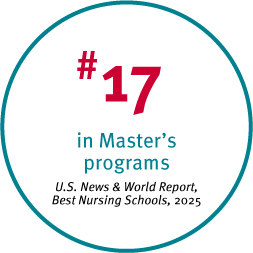 #17
in Master's
programs
U.S. News & World Report,
Best Nursing Schools, 2025